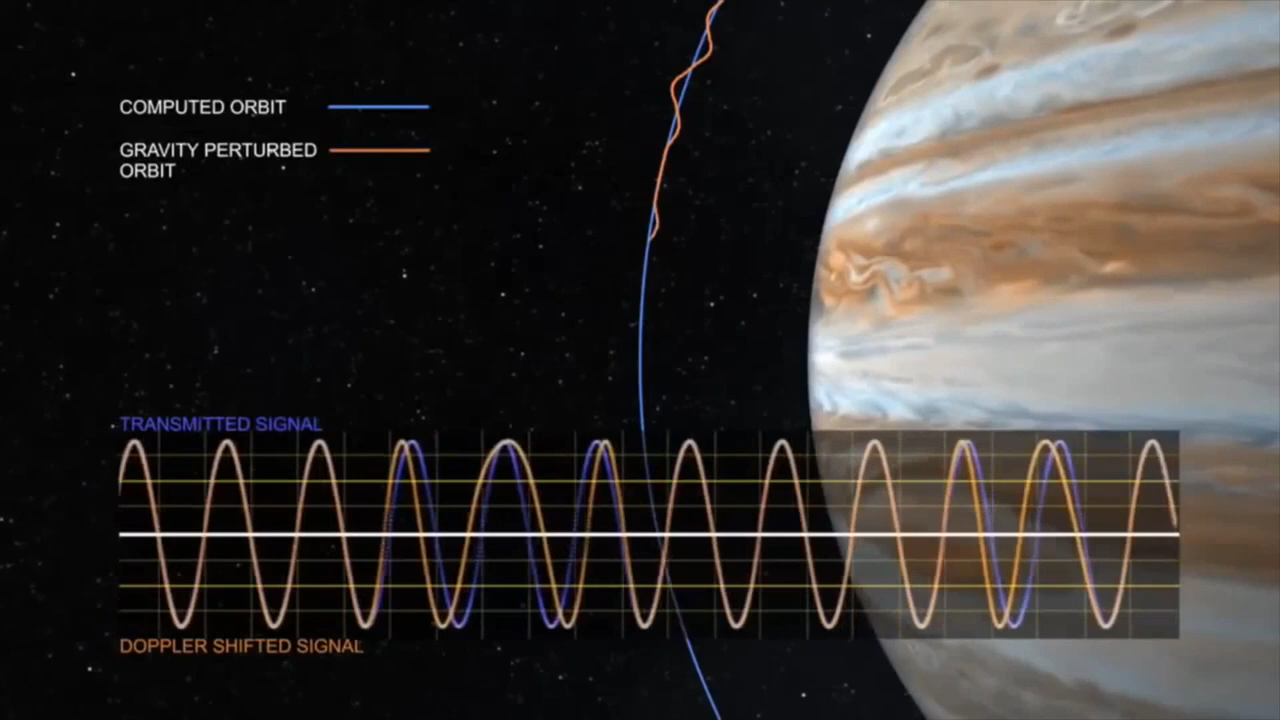 COMPUTED ORBIT
GRAVITY PERTURBED
ORBIT
TRANSMITTED SIGNAL
DOPPLER SHIFTED SIGNAL